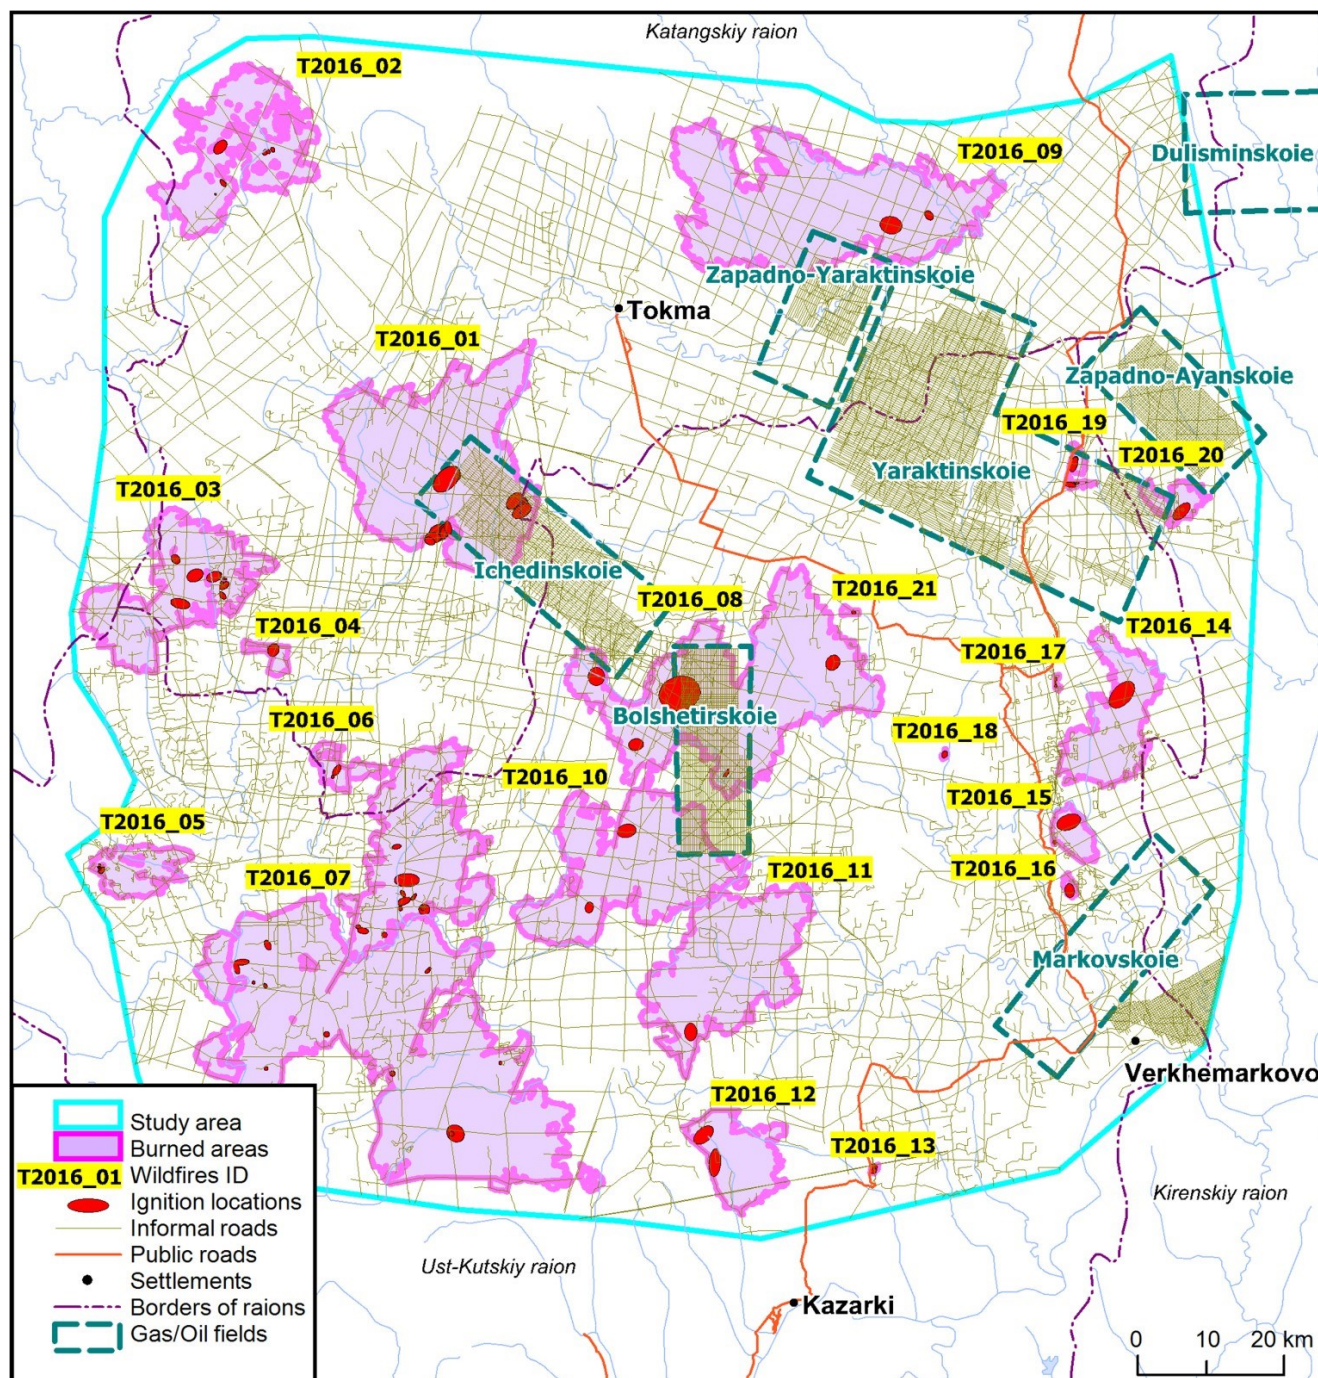 Katangskiy raion
T2016_02
T2016_09
Dulisminskoie
Zapadno-Yaraktinskoie
Tokma
T2016_01
Zapadno-Ayanskoie
T2016_19
T2016_20
Yaraktinskoie
T2016_03
Ichedinskoie
T2016_08
T2016_21
T2016_04
T2016_14
T2016_17
T2016_06
Bolshetirskoie
T2016_18
T2016_10
T2016_15
T2016_05
T2016_07
T2016_11
T2016_16
Markovskoie
Verkhemarkovo
T2016_12
T2016_13
Kirenskiy raion
Ust-Kutskiy raion
Kazarki
Study area
Burned areas
T2016_01 Wildfires ID
Ignition locations
Informal roads
Public roads
Settlements
Borders of raions
Gas/Oil fields
0 10 20 km